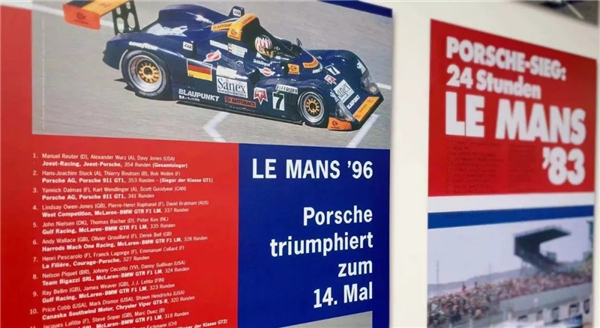 BLAUPUNKT
Sanex
7
1. Manuel Reuter (D), Alexander Wurz (A), Davy Jones (USA)
Joest-Racing, Joest-Porsche, 354 Runden (Gesamtsieger)
2. Hans-Joachim Stuck (A), Thierry Boutsen (B), Bob Wollek (F)
Porsche AG, Porsche 911 GT1, 353 Runden (Sieger der Klasse GT1)
3. Yannick Dalmas (F), Karl Wendlinger (A), Scott Goodyear (CAN)
Porsche AG, Porsche 911 GT1, 341 Runden
4. Lindsay Owen-Jones (GB), Pierre-Henri Raphanel (F), David Brabham (AUS)
West Competition, McLaren-BMW GTR F1 LM, 337 Runden
5. John Nielsen (DK), Thomas Bscher (D), Peter Kox (NL)
Gulf Racing, McLaren-BMW GTR F1 LM, 335 Runden
6. Andy Wallace (GB), Olivier Grouillard (F), Derek Bell (GB)
Harrods Mach One Racing, McLaren-BMW GTR F1 LM, 328 Runden
7. Henri Pescarolo (F), Franck Lagorce (F), Emmanuel Collard (F)
La Filière, Courage-Porsche, 327 Runden
8. Nelson Piquet (BR), Johnny Cecotto (YV), Danny Sullivan (USA)
Team Bigazzi SRL, McLaren-BMW GTR F1 LM, 324 Runden
9. Ray Bellm (GB), James Weaver (GB), J.J. Lehto (FIN)
Gulf Racing, McLaren-BMW GTR F1 LM, 323 Runden
10. Price Cobb (USA), Mark Dismore (USA), Shawn Hendricks (USA)
Canaska Southwind Motor, Chrysler Viper GTS-R, 320 Runden
Jacques Laffite (F), Steve Soper (GB), Marc Duez (B)
LE MANS '96
Porsche
triumphiert
zum
14. Mal
PORSCHE-SIEG:
24 Stunden
LE MANS
'83